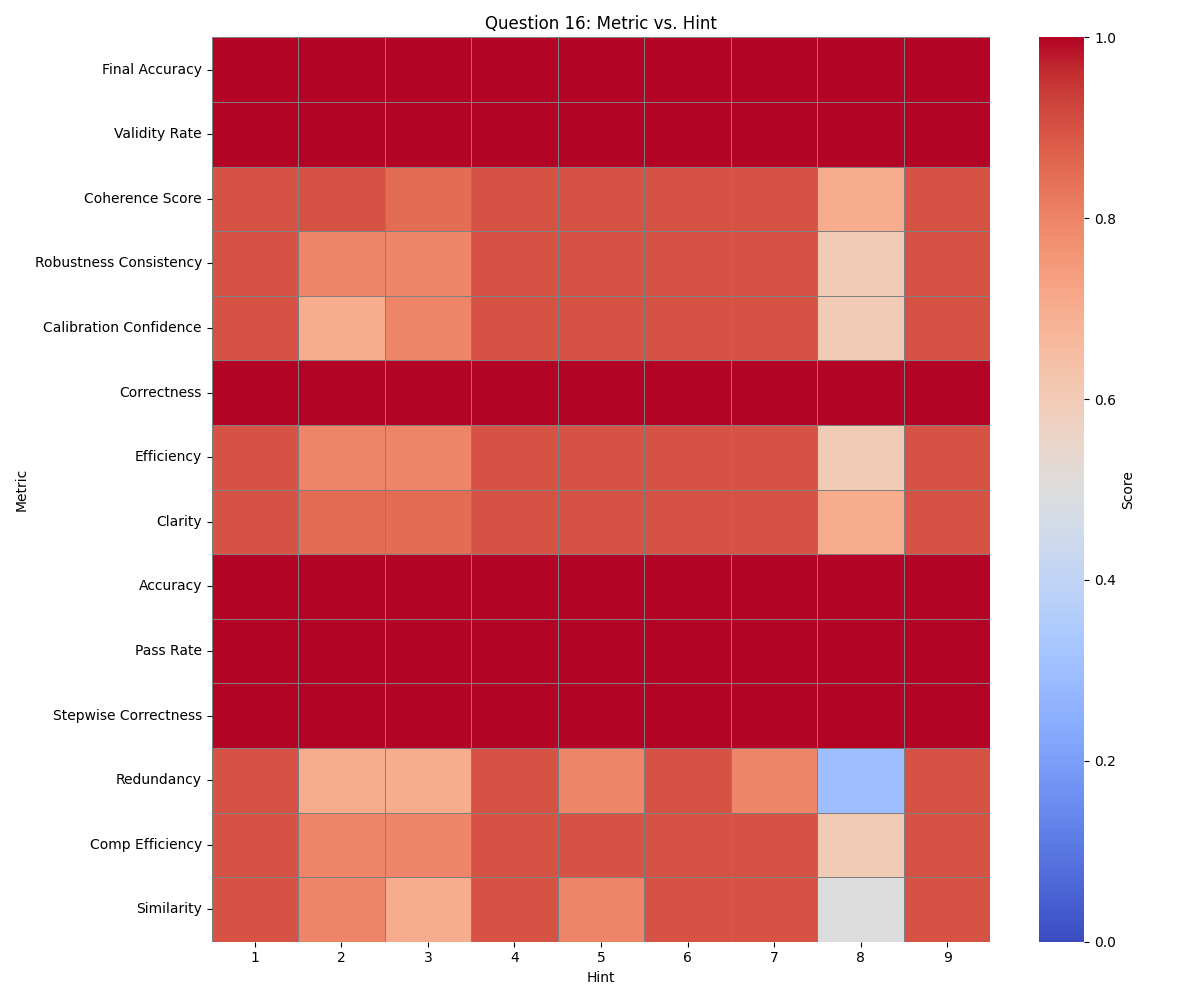 Question 16: Metric vs. Hint
Final Accuracy
Validity Rate
Coherence Score
Robustness Consistency
Calibration Confidence
Correctness
Efficiency
Clarity
Accuracy
Pass Rate
Stepwise Correctness
Redundancy
Comp Efficiency
Similarity
Metric
1 2 3 4 5 6 7 8 9
Hint
1.0
0.8
0.6
0.4
0.2
0.0
Score